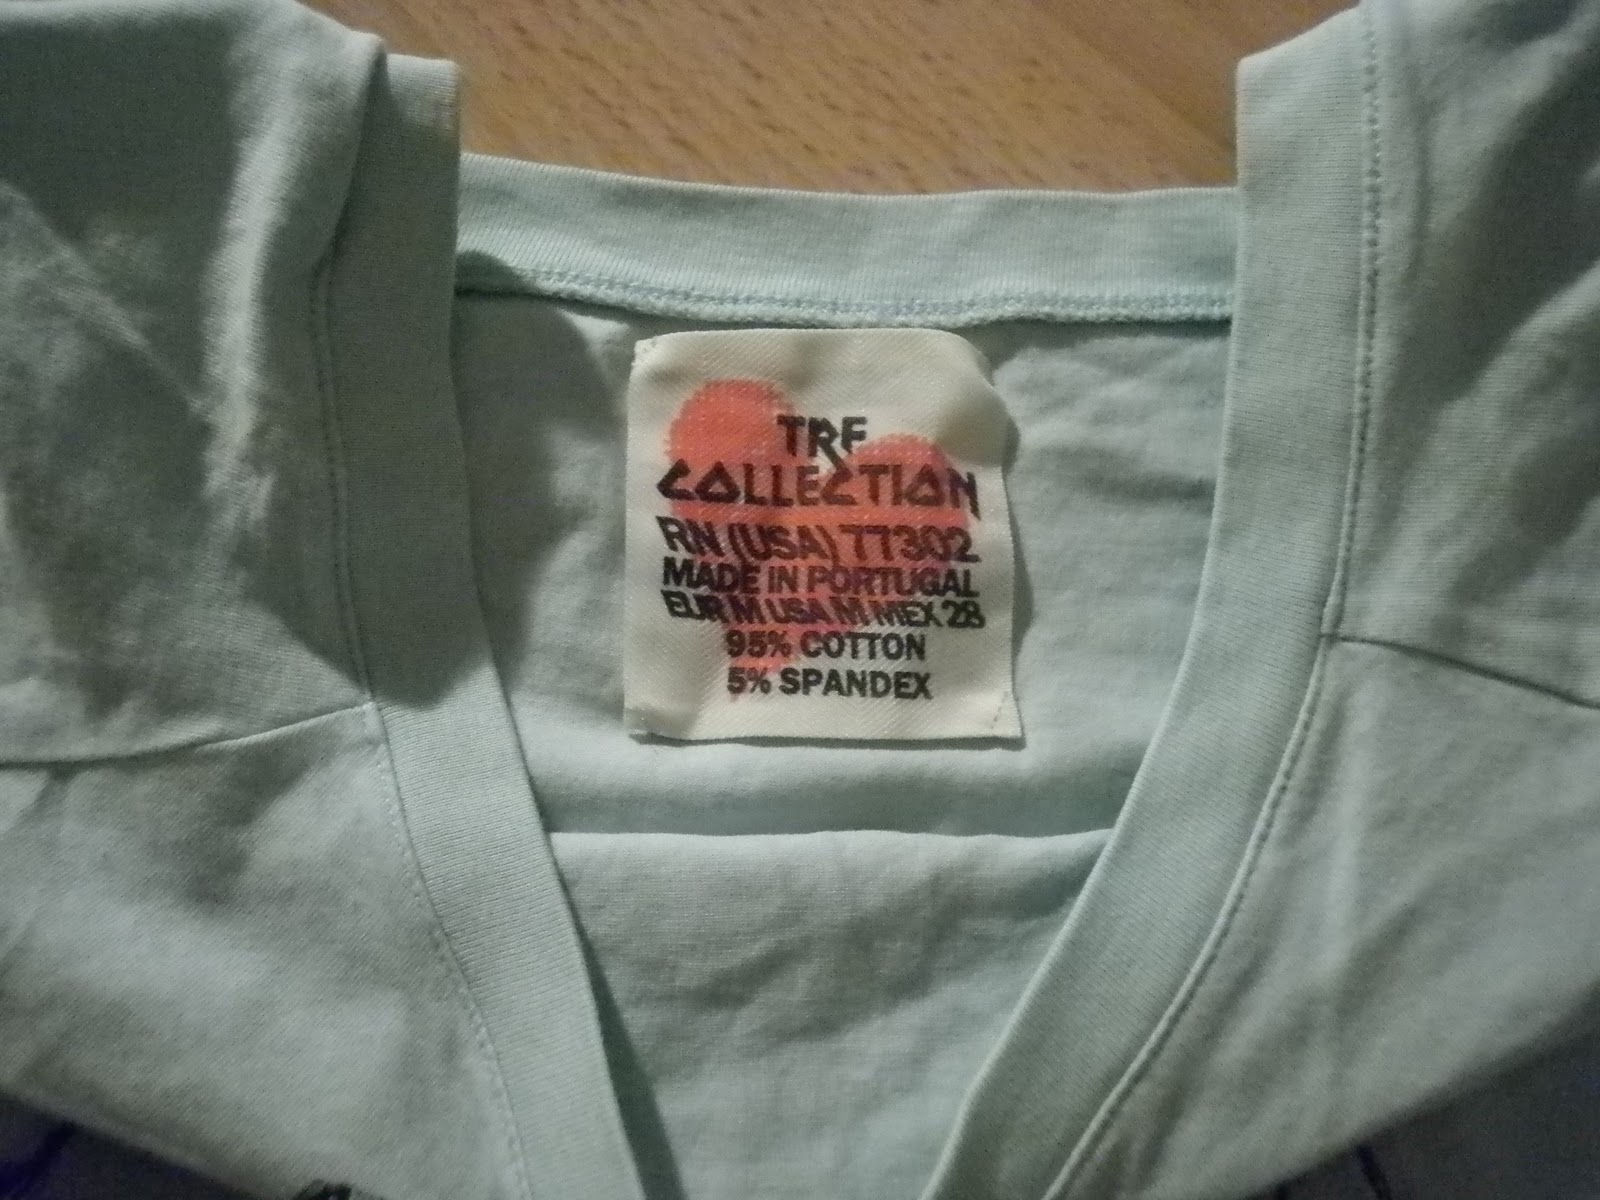 TRF
COLLECTION
RN (USA) 77302
MADE IN PORTUGAL
EUR M USA M MEX 28
95% COTTON
5% SPANDEX